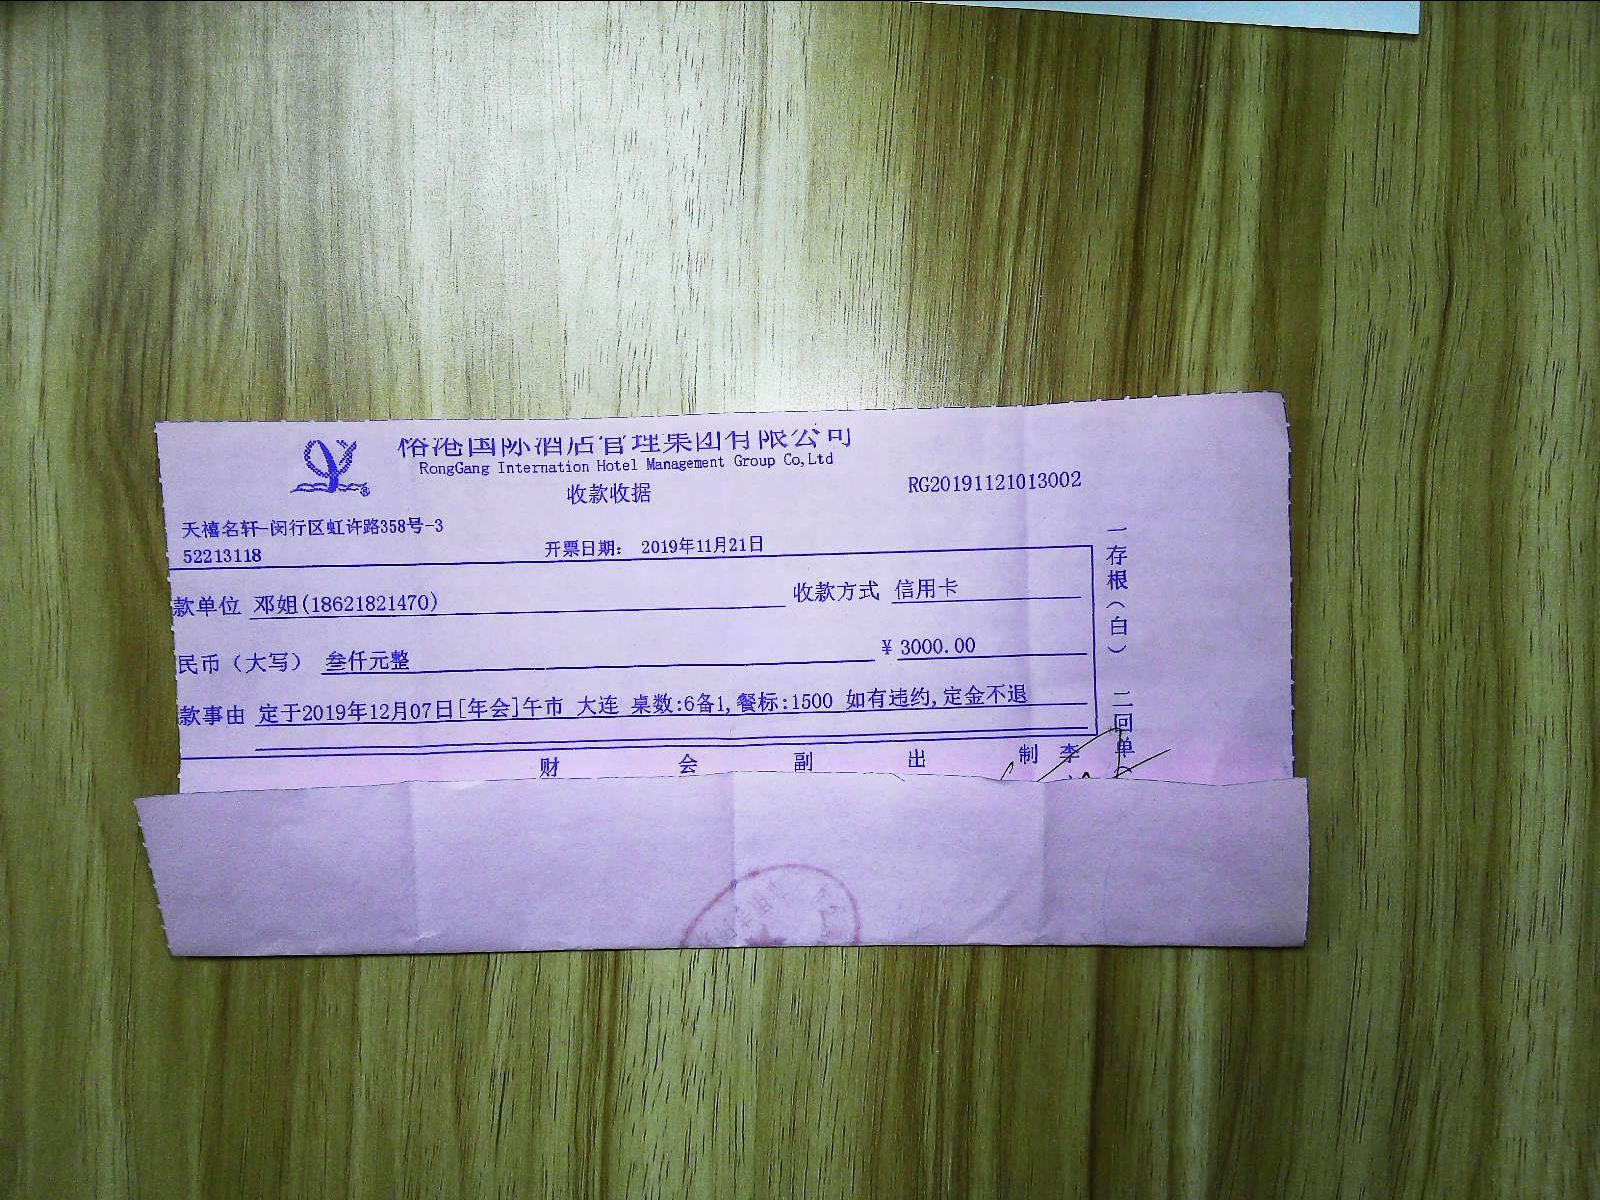 俗港国际酒店管理集团有限公司
RongGang Internation Hotel Management Group Co,Ltd
收款收据
RG20191121013002
天禧名轩-闵行区虹许路358号-3
52213118
开票日期: 2019年11月21日
款单位 邓姐(18621821470) 收款方式 信用卡
民币（大写） 叁仟元整 ¥ 3000.00
款事由 定于2019年12月07日[年会]午市 大连 桌数:6备1,餐标:1500 如有违约,定金不退
财 会 副 出 制 李
一存根（白） 二回单（